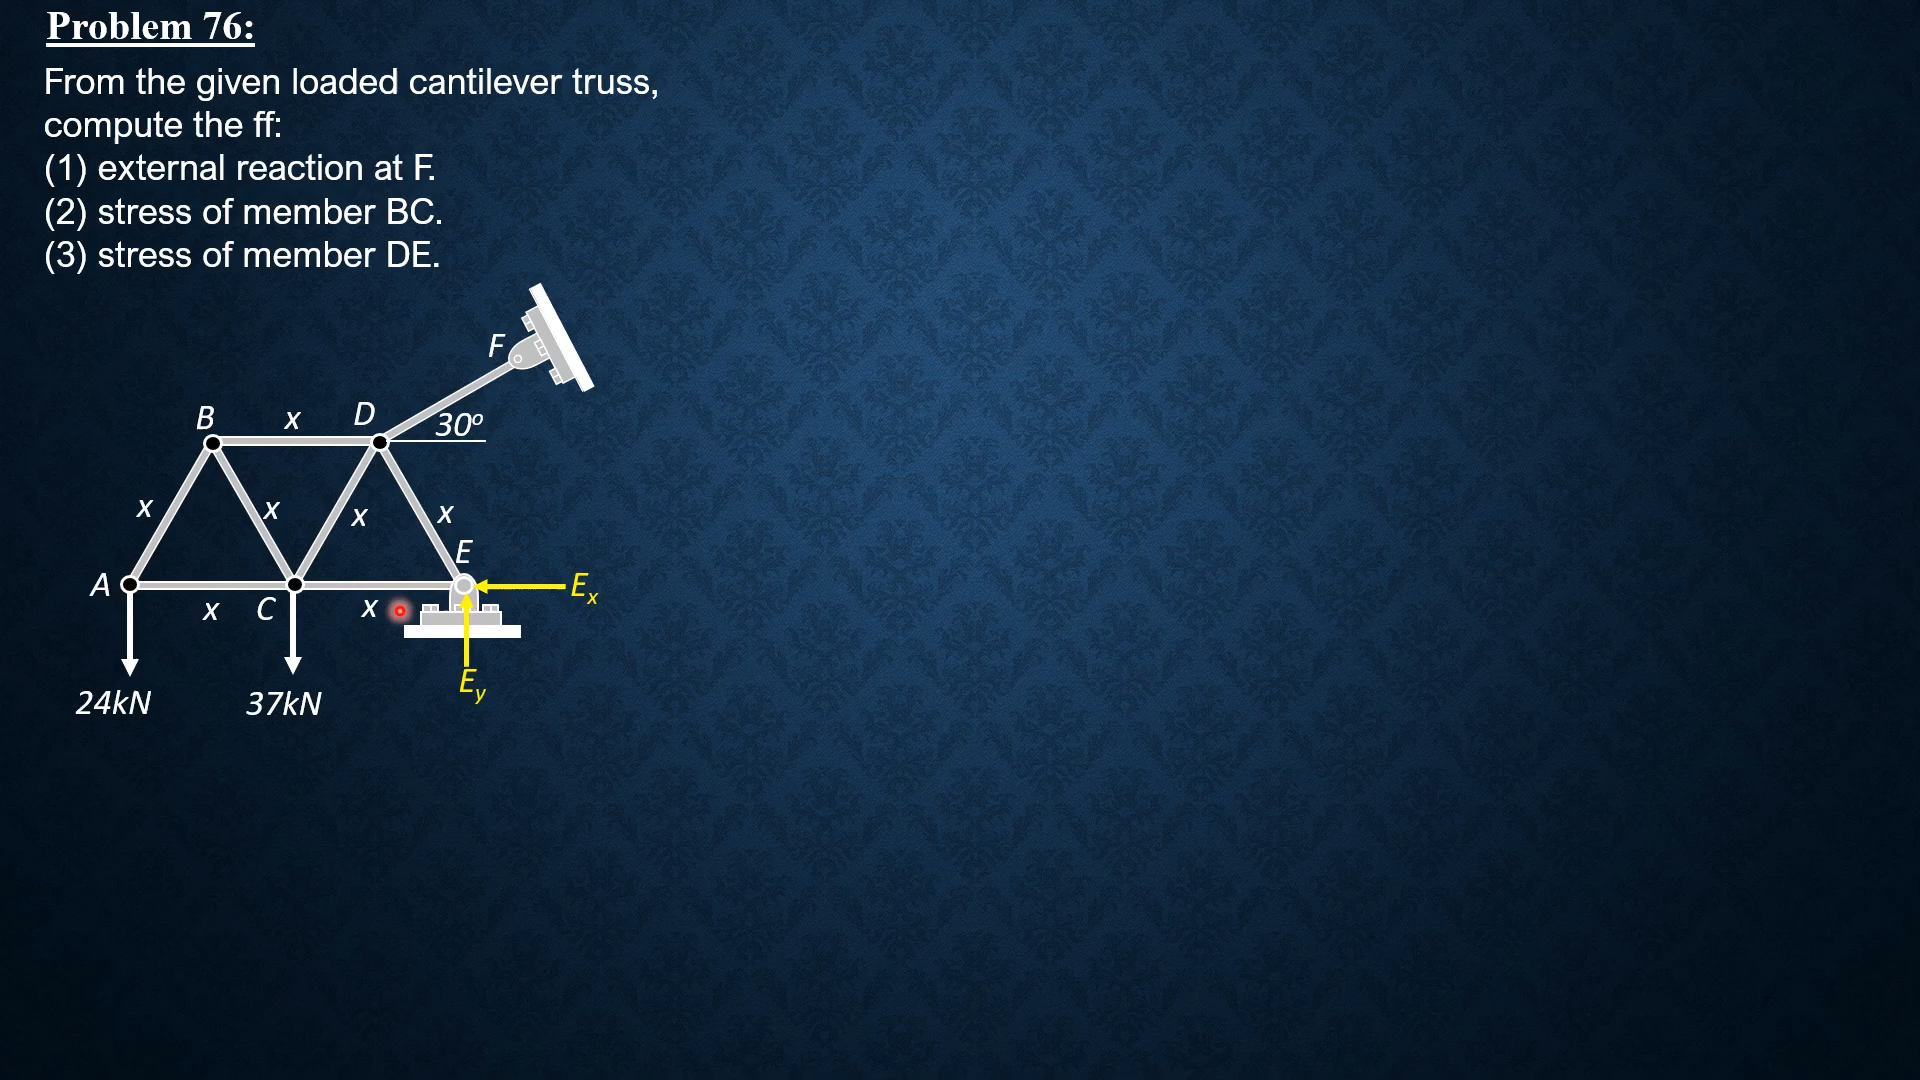 Problem 76:
From the given loaded cantilever truss,
compute the ff:
(1) external reaction at F.
(2) stress of member BC.
(3) stress of member DE.
F
B x D 30º
x x x x
E
A x C x Eₓ
E_y
24kN 37kN